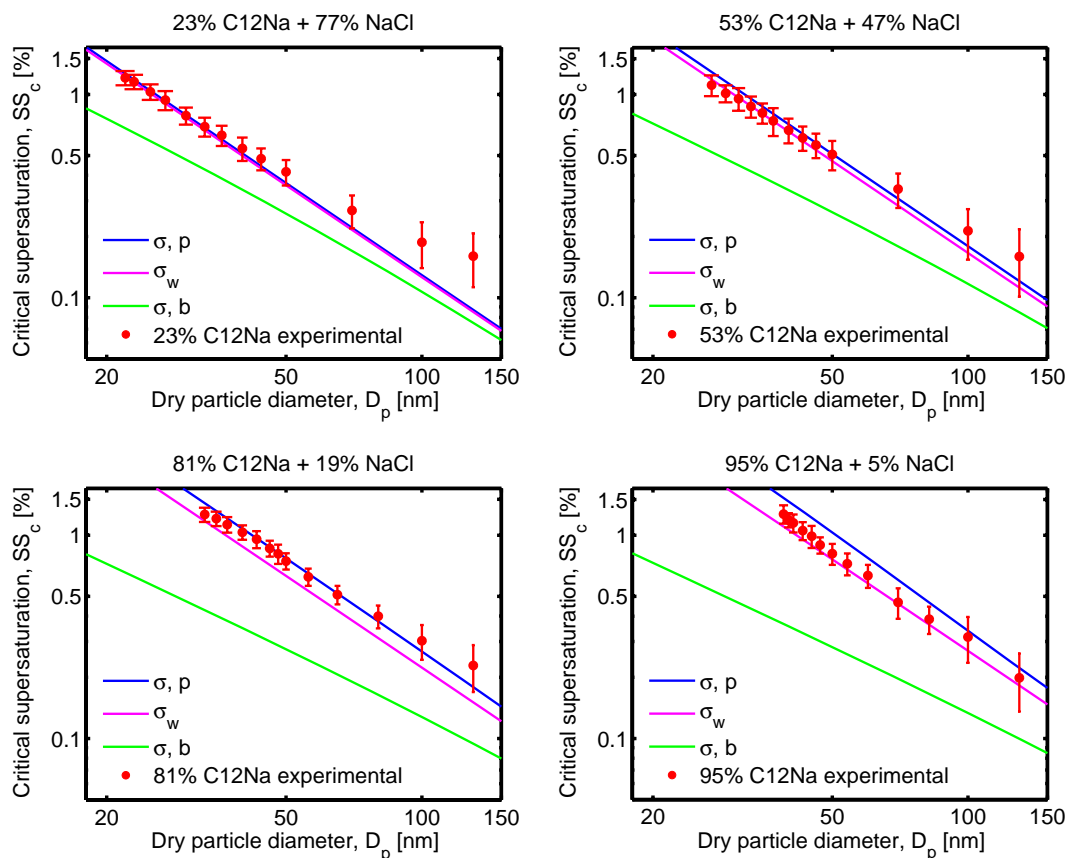 23% C12Na + 77% NaCl
Critical supersaturation, SS_c [%]
1.5
1
0.5
0.1
σ, p
σ_w
σ, b
23% C12Na experimental
20 50 100 150
Dry particle diameter, D_p [nm]
53% C12Na + 47% NaCl
Critical supersaturation, SS_c [%]
1.5
1
0.5
0.1
σ, p
σ_w
σ, b
53% C12Na experimental
20 50 100 150
Dry particle diameter, D_p [nm]
81% C12Na + 19% NaCl
Critical supersaturation, SS_c [%]
1.5
1
0.5
0.1
σ, p
σ_w
σ, b
81% C12Na experimental
20 50 100 150
Dry particle diameter, D_p [nm]
95% C12Na + 5% NaCl
Critical supersaturation, SS_c [%]
1.5
1
0.5
0.1
σ, p
σ_w
σ, b
95% C12Na experimental
20 50 100 150
Dry particle diameter, D_p [nm]